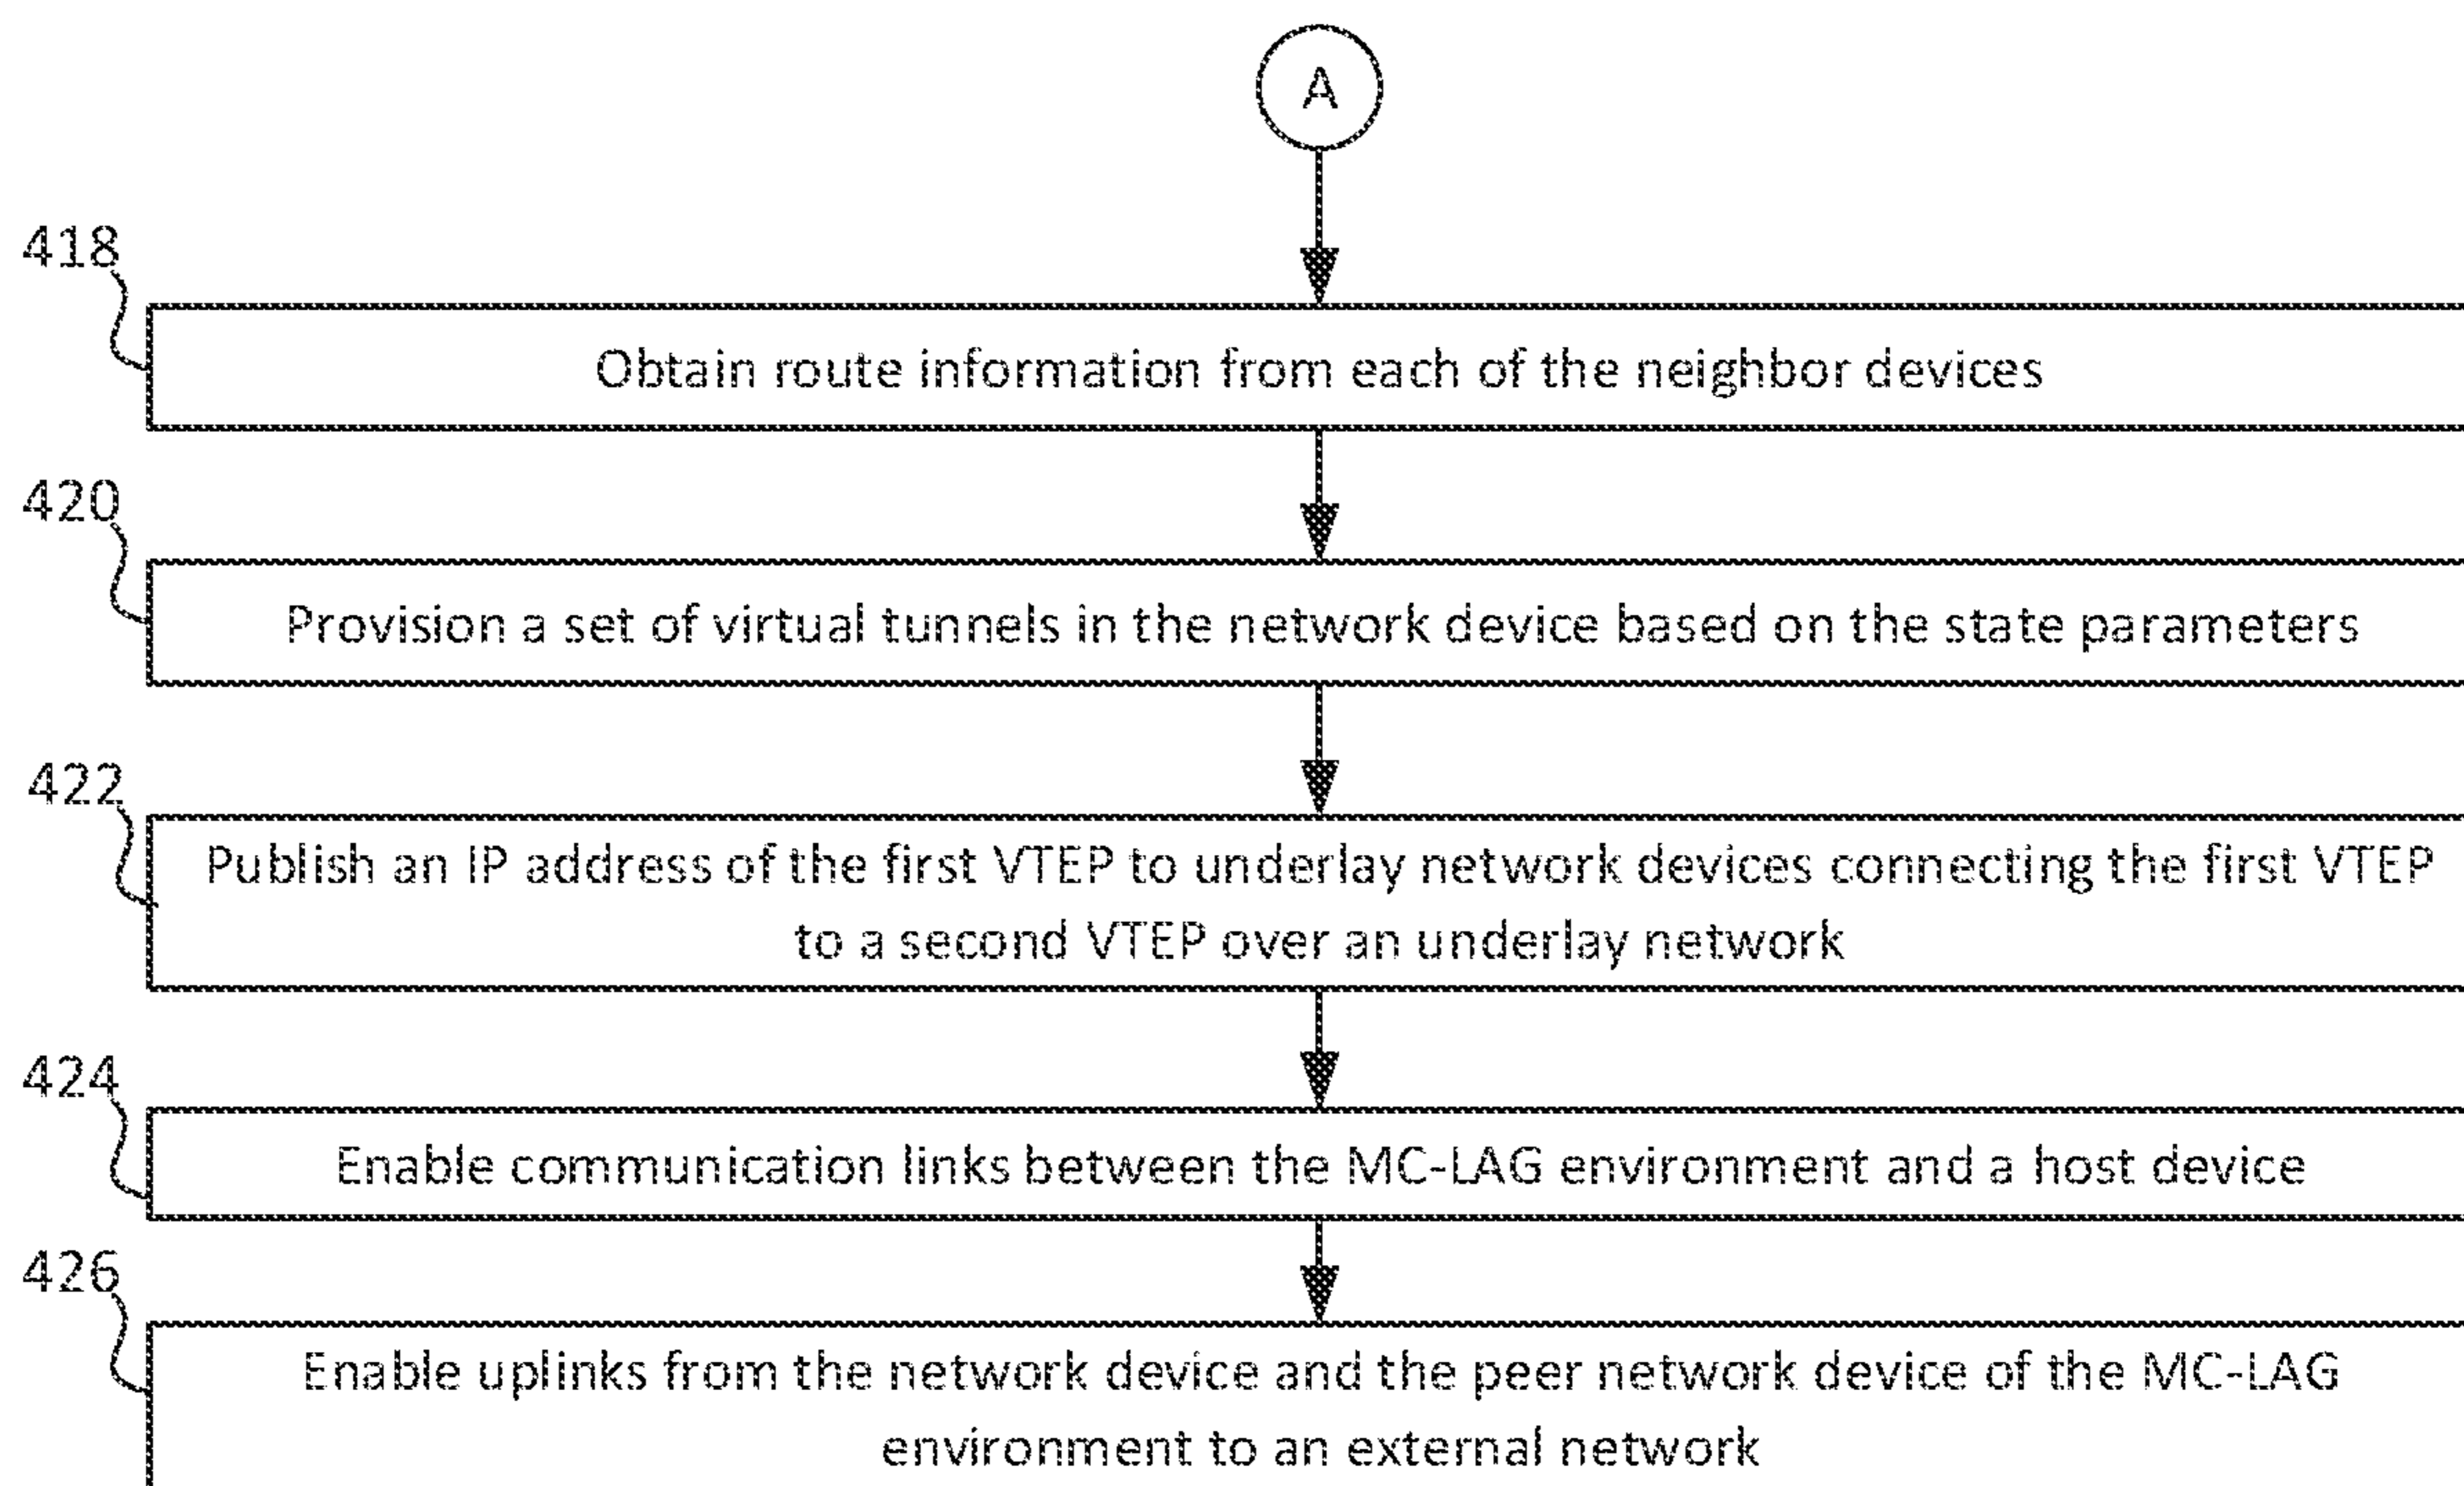 A
418
Obtain route information from each of the neighbor devices
420
Provision a set of virtual tunnels in the network device based on the state parameters
422
Publish an IP address of the first VTEP to underlay network devices connecting the first VTEP
to a second VTEP over an underlay network
424
Enable communication links between the MC-LAG environment and a host device
426
Enable uplinks from the network device and the peer network device of the MC-LAG
environment to an external network